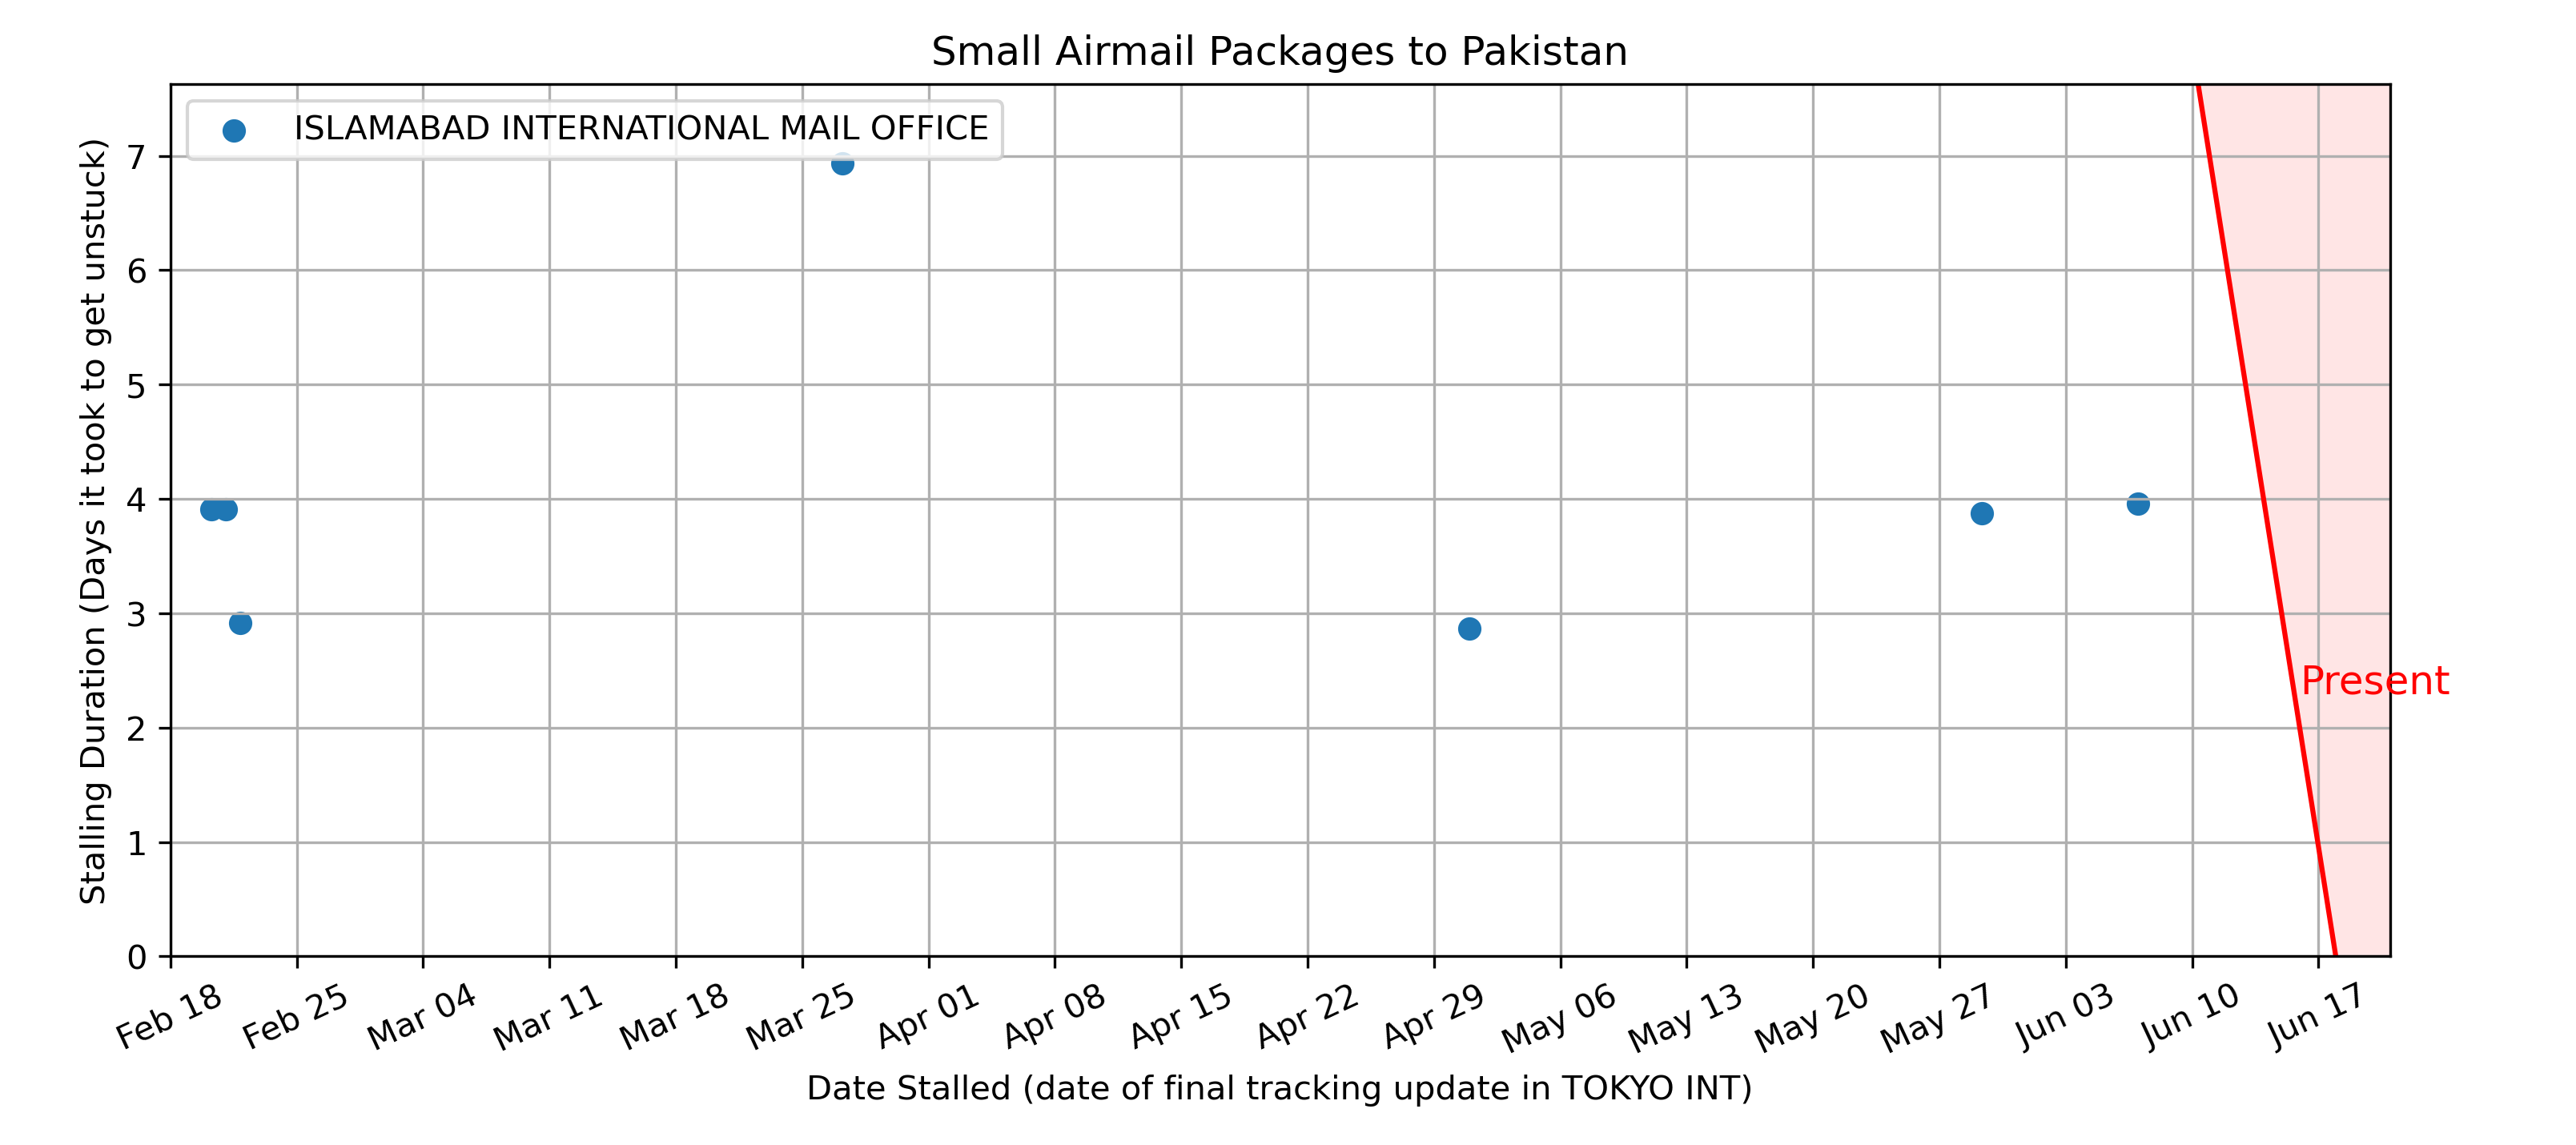 Small Airmail Packages to Pakistan
ISLAMABAD INTERNATIONAL MAIL OFFICE
Stalling Duration (Days it took to get unstuck)
7
6
5
4
3
2
1
0
Present
Feb 18
Feb 25
Mar 04
Mar 11
Mar 18
Mar 25
Apr 01
Apr 08
Apr 15
Apr 22
Apr 29
May 06
May 13
May 20
May 27
Jun 03
Jun 10
Jun 17
Date Stalled (date of final tracking update in TOKYO INT)